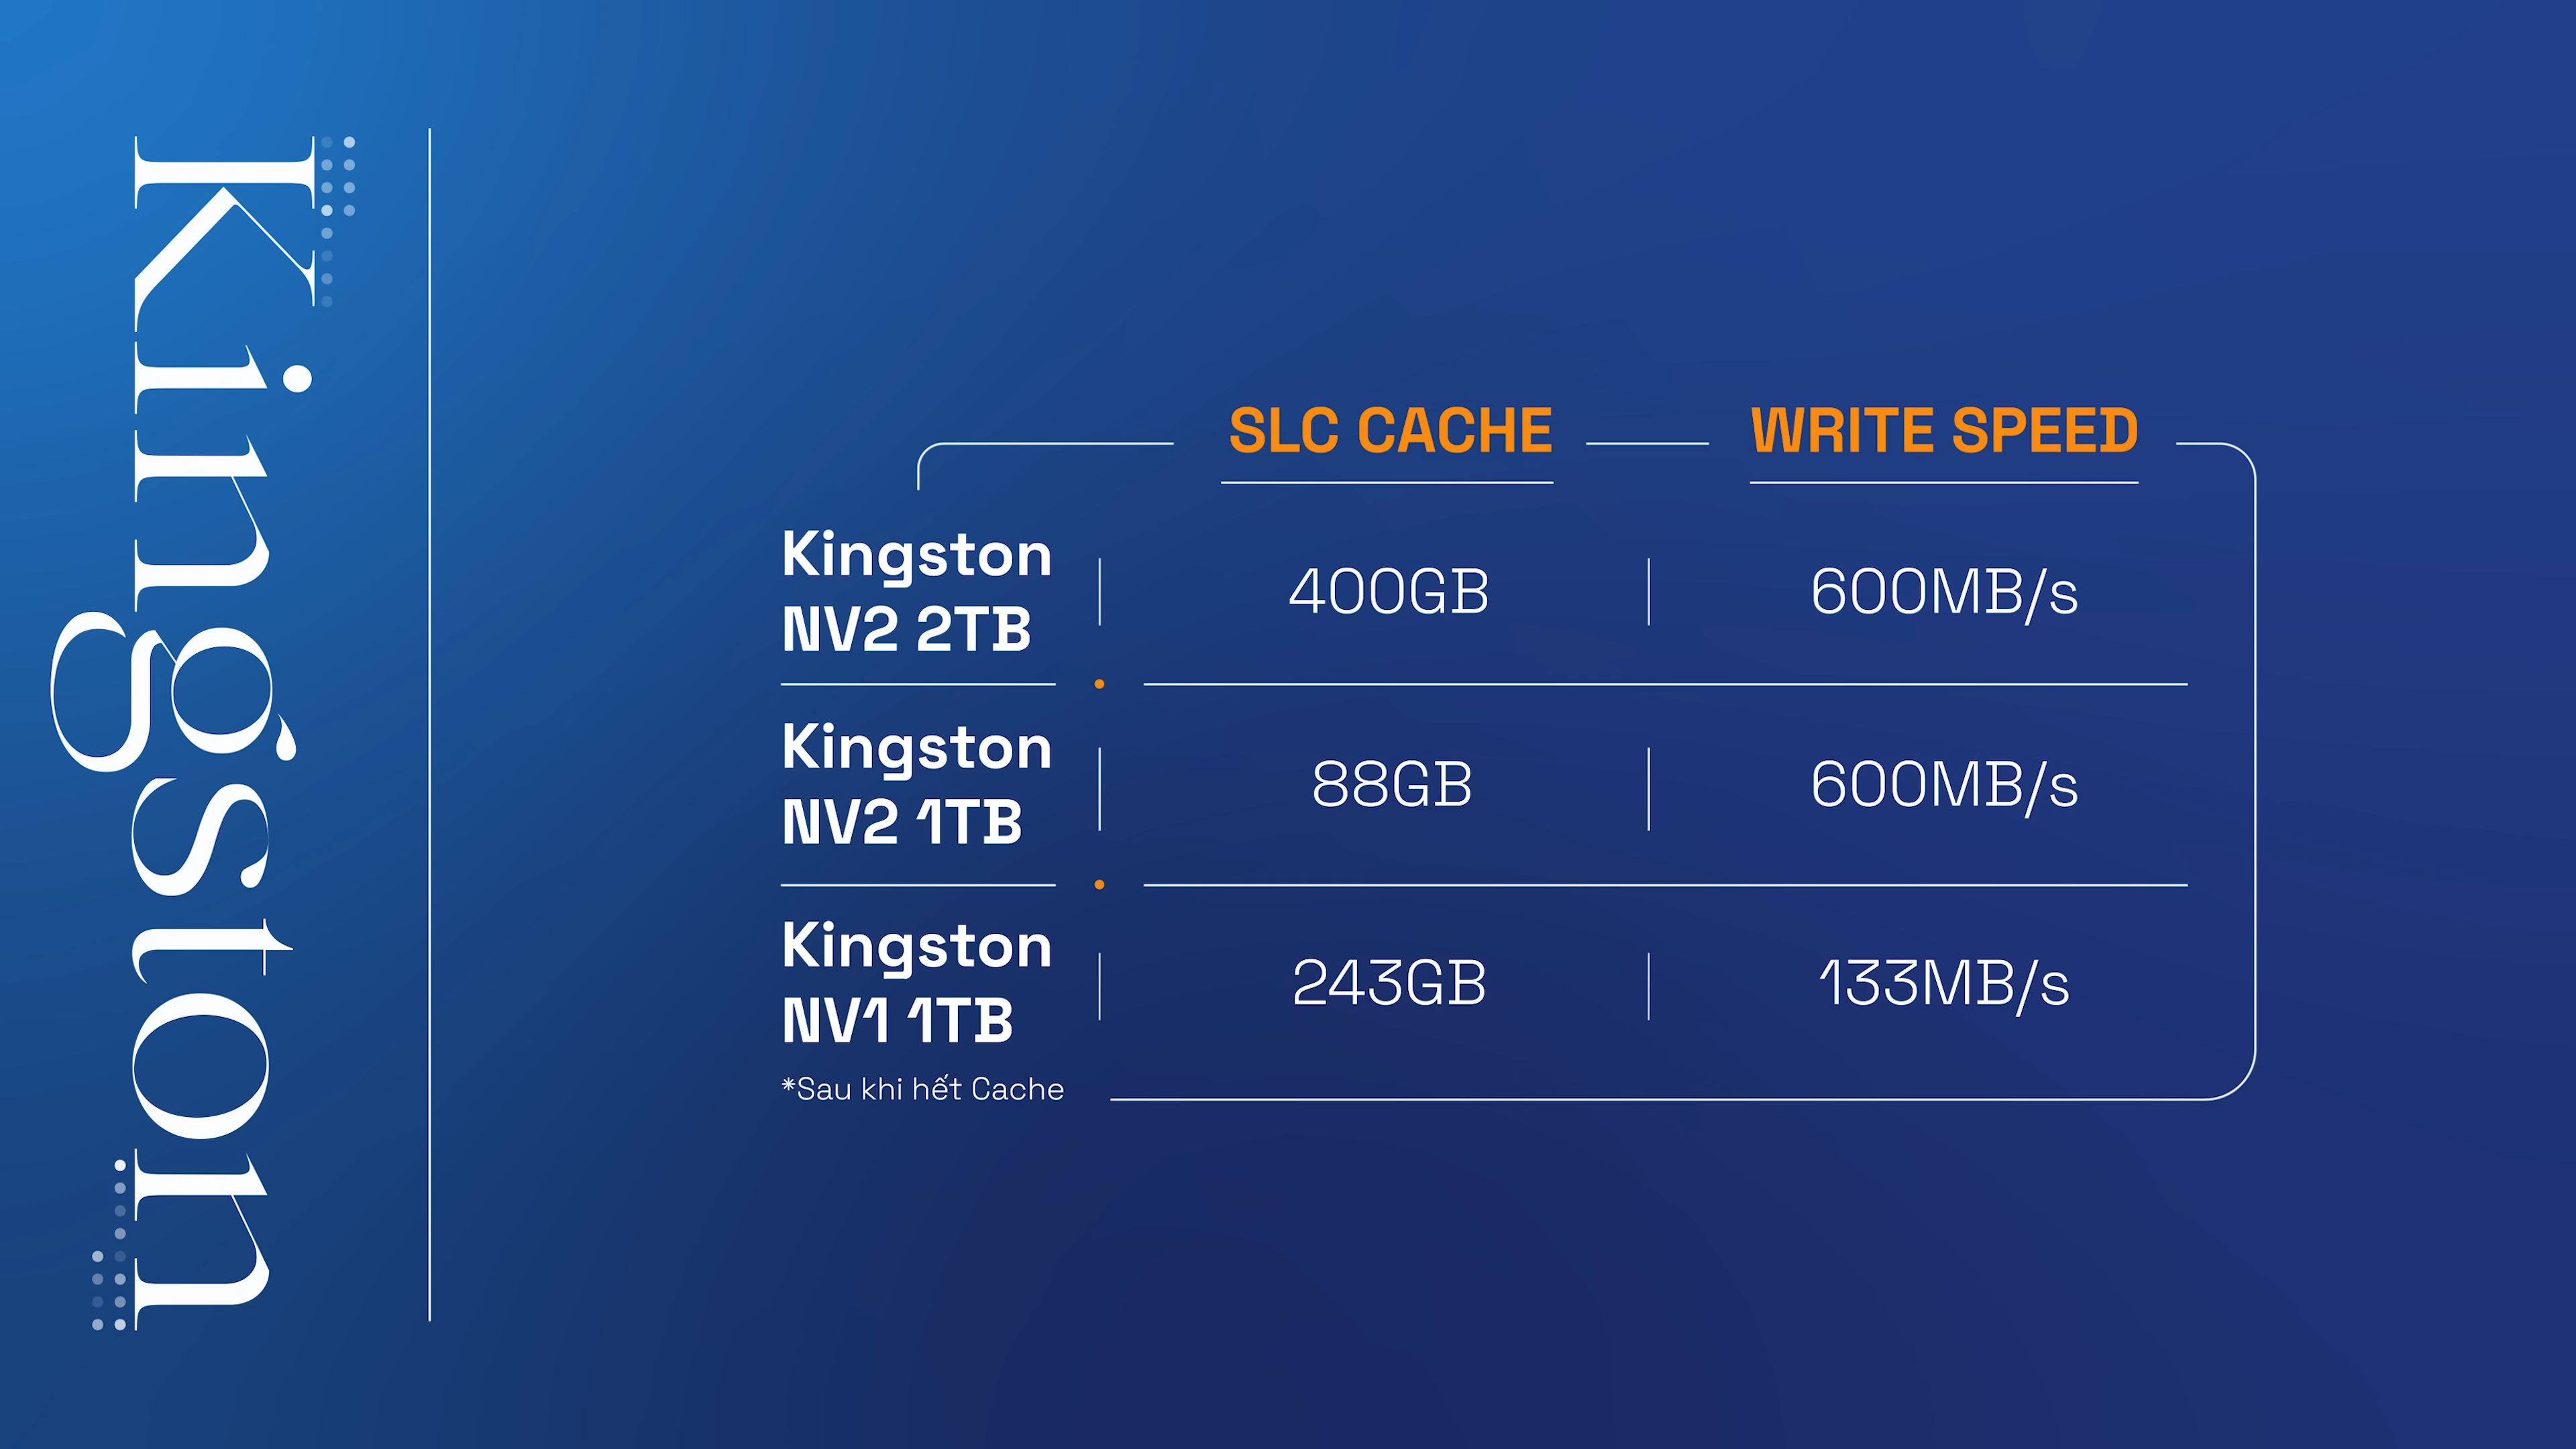 Kingston
SLC CACHE WRITE SPEED
Kingston
NV2 2TB
400GB
600MB/s
Kingston
NV2 1TB
88GB
600MB/s
Kingston
NV1 1TB
243GB
133MB/s
*Sau khi hết Cache